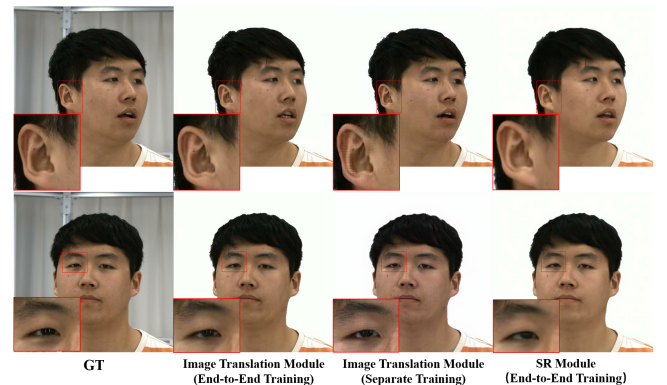 GT
Image Translation Module
(End-to-End Training)
Image Translation Module
(Separate Training)
SR Module
(End-to-End Training)